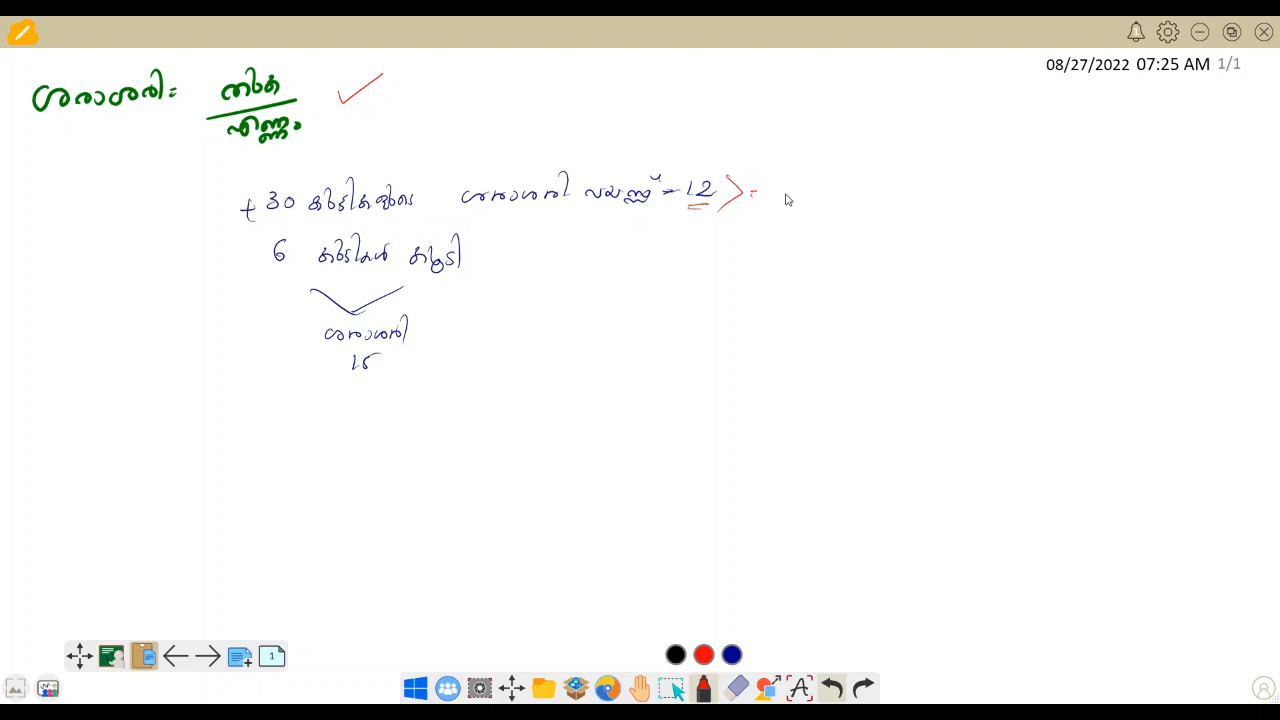 08/27/2022 07:25 AM 1/1
ശരാശരി = തുക
എണ്ണം
+ 30 കുട്ടികളുടെ ശരാശരി വയസ്സ് = 12 > =
6 കുട്ടികൾ കൂടി
ശരാശരി
15
1